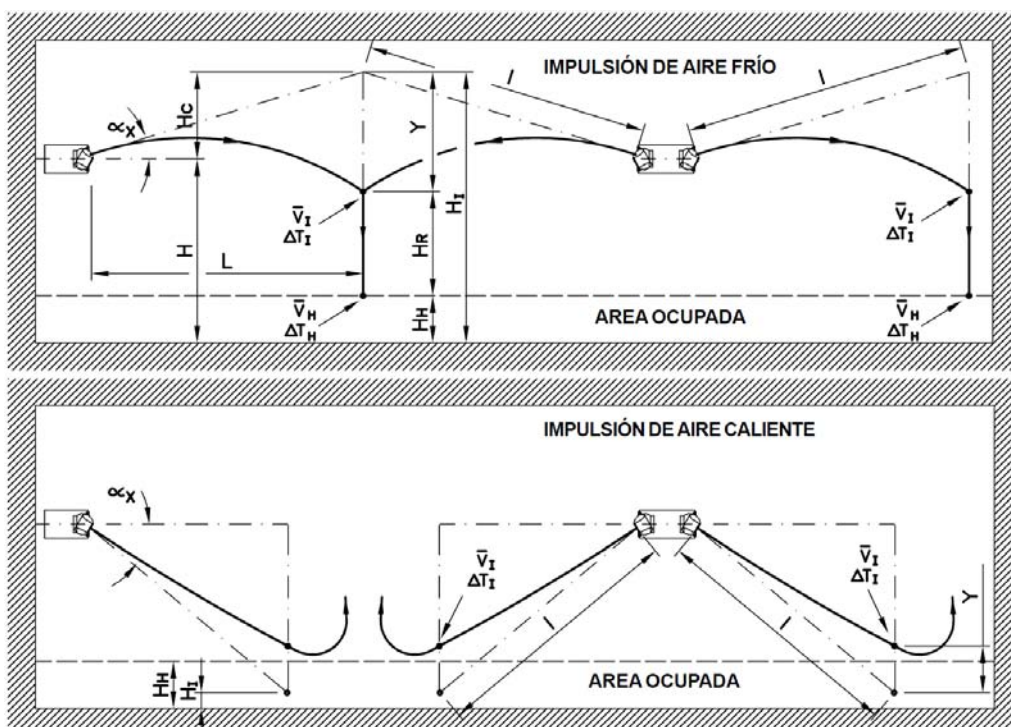 IMPULSIÓN DE AIRE FRÍO
l
l
HC
αX
Y
HI
V̄I
ΔTI
V̄I
ΔTI
H
L
HR
V̄H
ΔTH
HH
AREA OCUPADA
V̄H
ΔTH
IMPULSIÓN DE AIRE CALIENTE
αX
V̄I
ΔTI
V̄I
ΔTI
Y
l
l
HH
HI
AREA OCUPADA